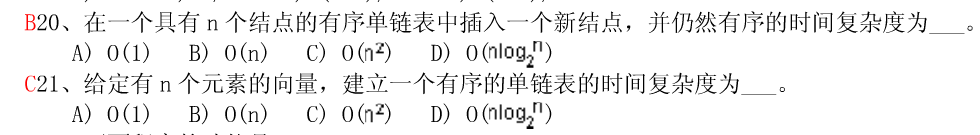 B20、在一个具有 n 个结点的有序单链表中插入一个新结点，并仍然有序的时间复杂度为___。
A) O(1)    B) O(n)    C) O(n²)    D) O(nlog₂ⁿ)
C21、给定有 n 个元素的向量，建立一个有序的单链表的时间复杂度为___。
A) O(1)    B) O(n)    C) O(n²)    D) O(nlog₂ⁿ)